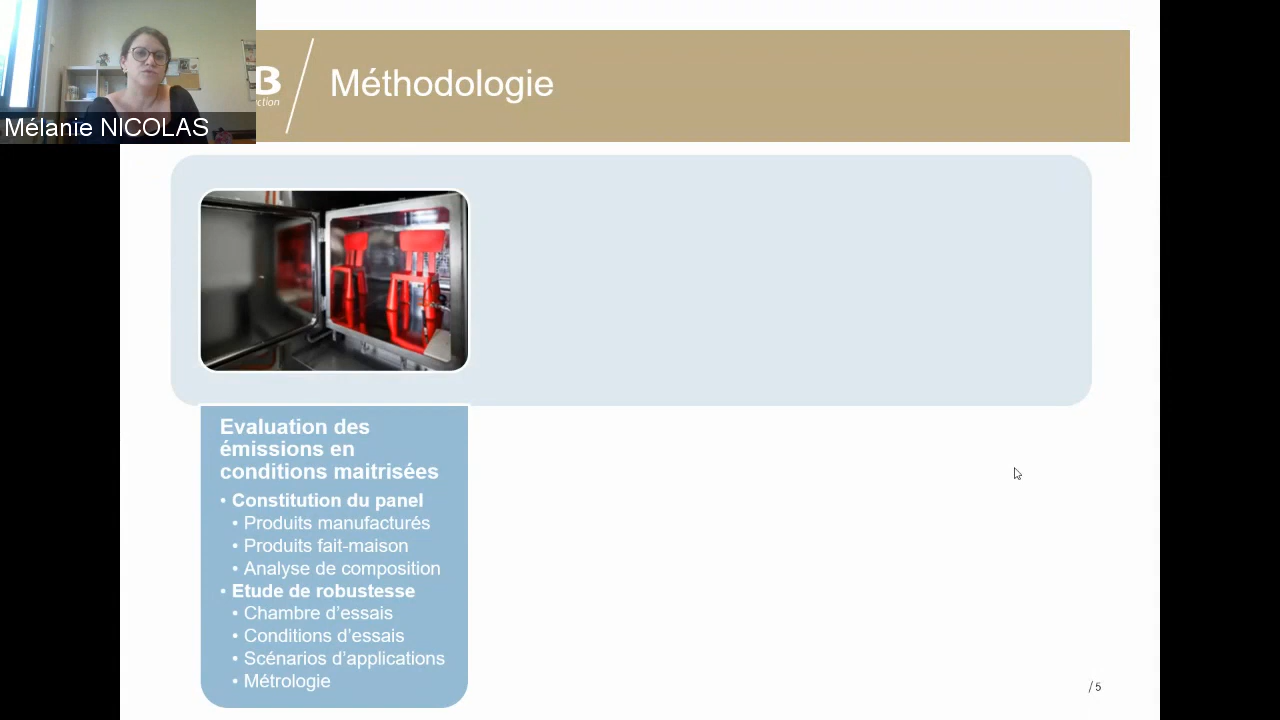 B
ction
Méthodologie
Mélanie NICOLAS
Evaluation des
émissions en
conditions maitrisées
• Constitution du panel
• Produits manufacturés
• Produits fait-maison
• Analyse de composition
• Etude de robustesse
• Chambre d'essais
• Conditions d'essais
• Scénarios d'applications
• Métrologie
/ 5